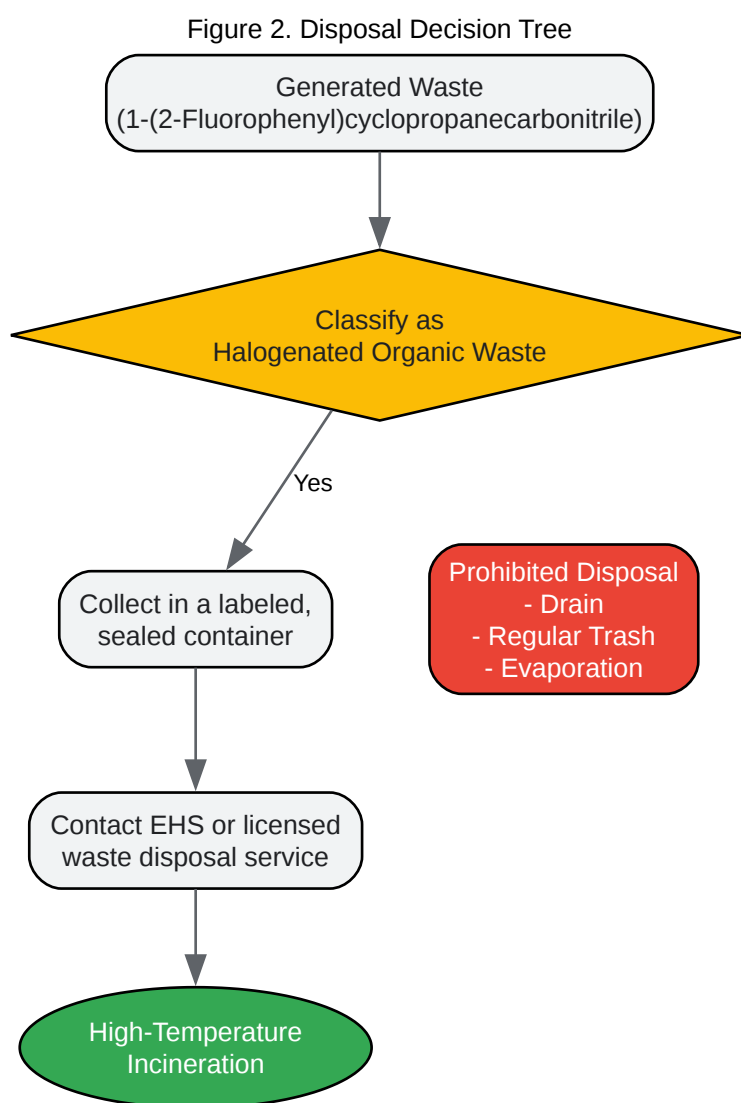 Figure 2. Disposal Decision Tree
Generated Waste
(1-(2-Fluorophenyl)cyclopropanecarbonitrile)
Classify as
Halogenated Organic Waste
Yes
Collect in a labeled,
sealed container
Prohibited Disposal
- Drain
- Regular Trash
- Evaporation
Contact EHS or licensed
waste disposal service
High-Temperature
Incineration